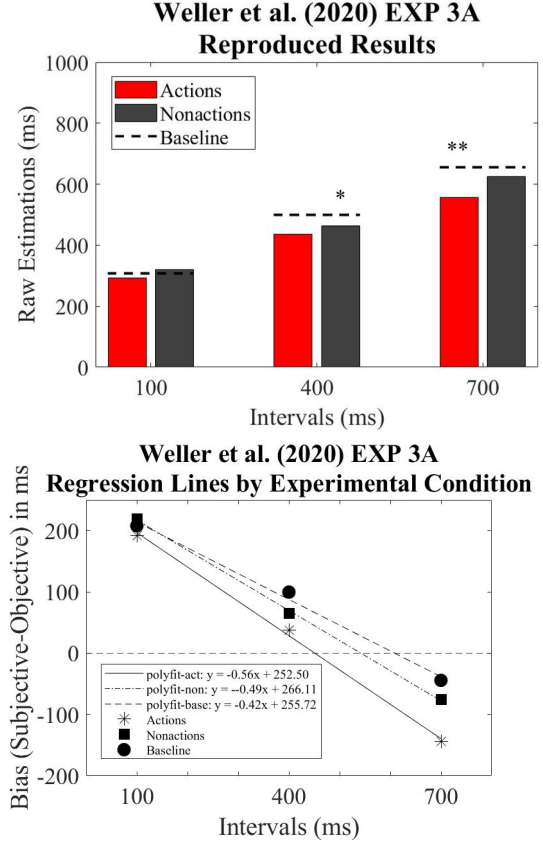 Weller et al. (2020) EXP 3A
Reproduced Results
Raw Estimations (ms)
1000
800
600
400
200
0
Actions
Nonactions
Baseline
*
**
100 400 700
Intervals (ms)
Weller et al. (2020) EXP 3A
Regression Lines by Experimental Condition
Bias (Subjective-Objective) in ms
200
100
0
-100
-200
polyfit-act: y = -0.56x + 252.50
polyfit-non: y = --0.49x + 266.11
polyfit-base: y = -0.42x + 255.72
Actions
Nonactions
Baseline
100 400 700
Intervals (ms)